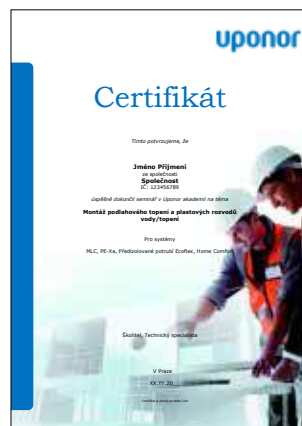 uponor
Certifikát
Tímto potvrzujeme, že
Jméno Příjmení
ze společnosti
Společnost
IČ: 123456789
úspěšně dokončil seminář v Uponor akademii na téma
Montáž podlahového topení a plastových rozvodů
vody/topení
Pro systémy
MLC, PE-Xa, Předizolované potrubí Ecoflex, Home Comfort
Školitel, Technický specialista
V Praze
XX.YY.20